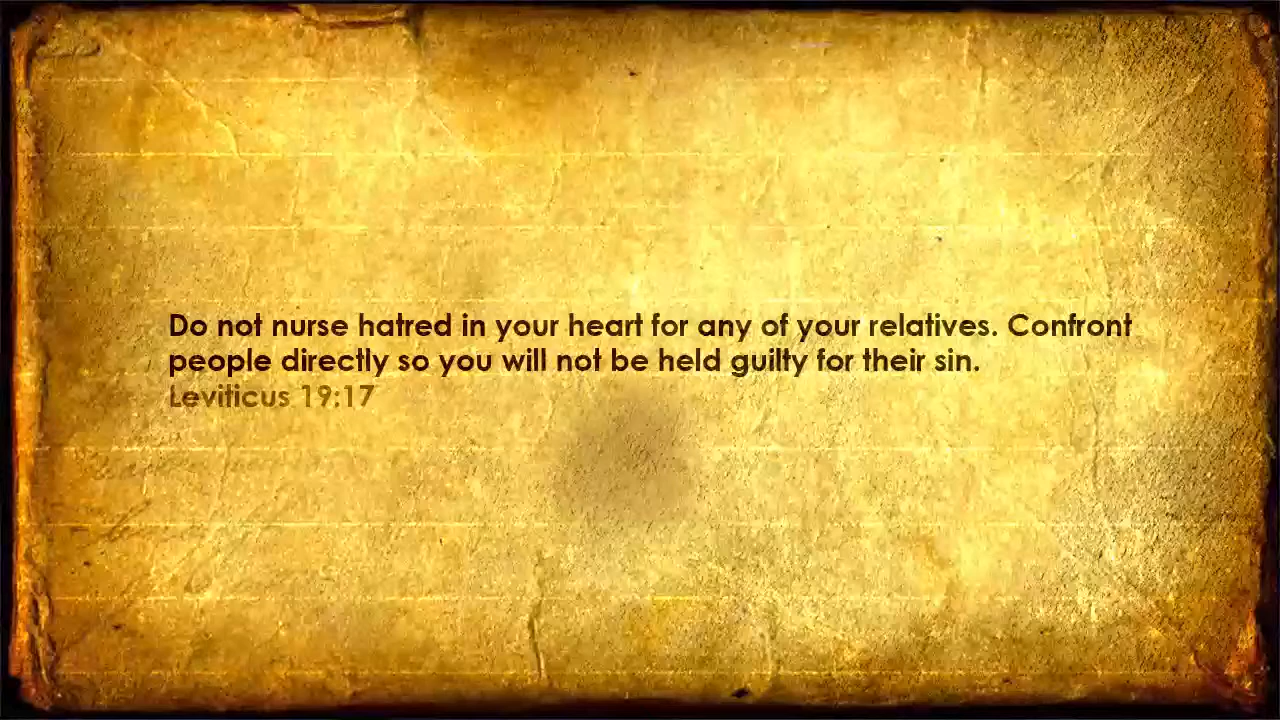 Do not nurse hatred in your heart for any of your relatives. Confront
people directly so you will not be held guilty for their sin.
Leviticus 19:17